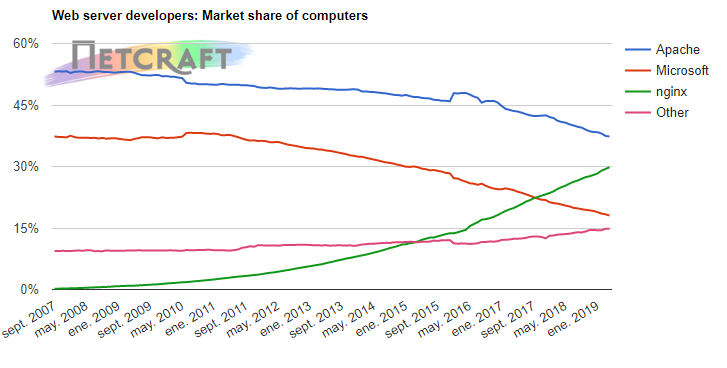 Web server developers: Market share of computers
NETCRAFT
60%
45%
30%
15%
0%
Apache
Microsoft
nginx
Other
sept. 2007
may. 2008
ene. 2009
sept. 2009
may. 2010
ene. 2011
sept. 2011
may. 2012
ene. 2013
sept. 2013
may. 2014
ene. 2015
sept. 2015
may. 2016
ene. 2017
sept. 2017
may. 2018
ene. 2019